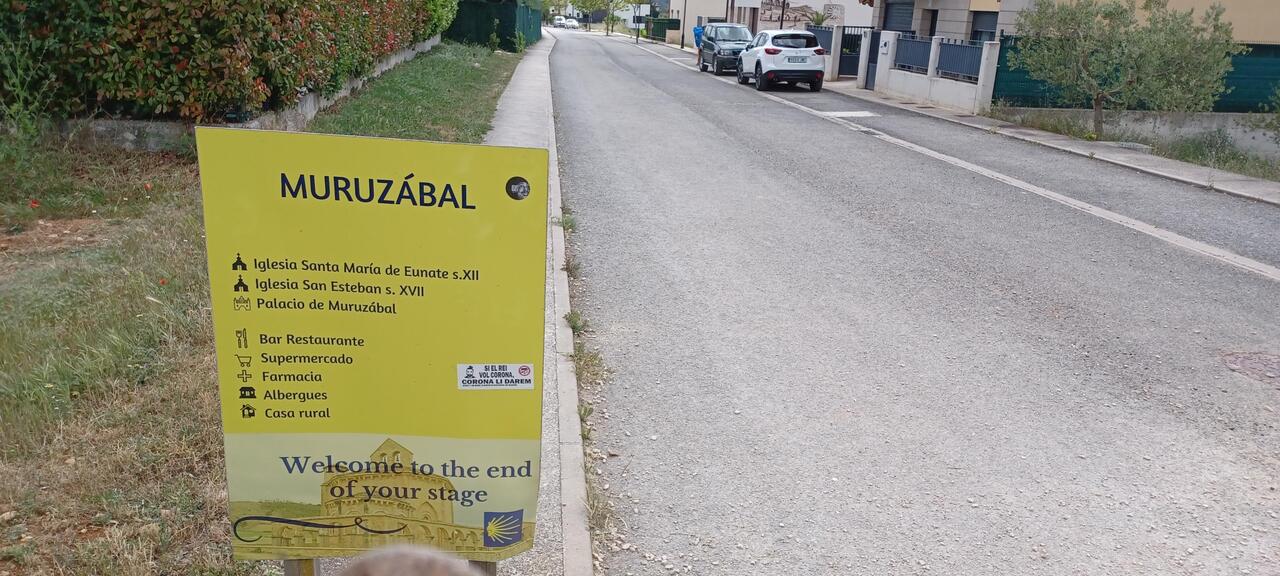 MURUZÁBAL
Iglesia Santa María de Eunate s.XII
Iglesia San Esteban s. XVII
Palacio de Muruzábal
Bar Restaurante
Supermercado
Farmacia
Albergues
Casa rural
SI EL REI
VOL CORONA,
CORONA LI DAREM
Welcome to the end
of your stage